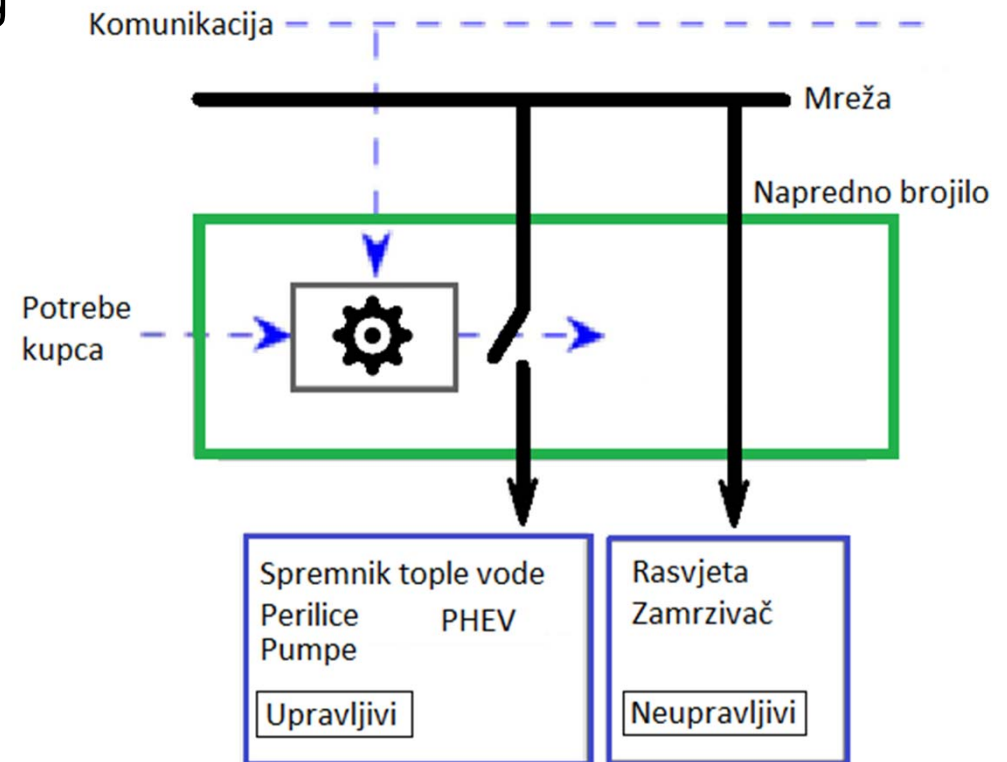 g
Komunikacija
Mreža
Napredno brojilo
Potrebe
kupca
Spremnik tople vode
Perilice PHEV
Pumpe
Upravljivi
Rasvjeta
Zamrzivač
Neupravljivi